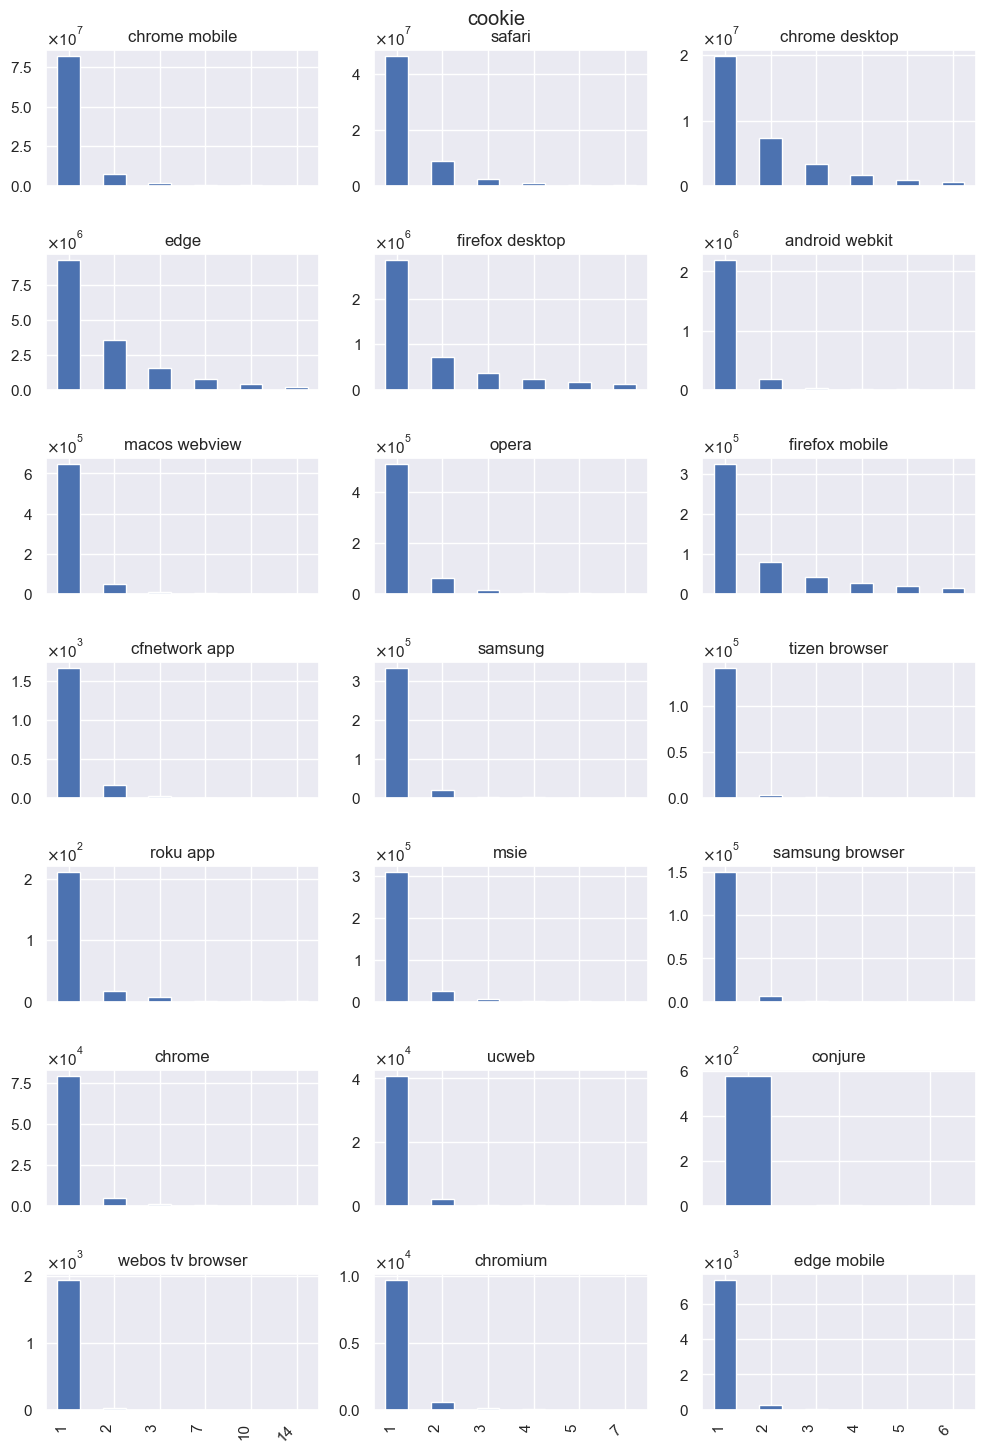 cookie
×10^7 ×10^7 ×10^7
chrome mobile safari chrome desktop
7.5 4 2
5.0 2 1
2.5
0.0 0 0
×10^6 ×10^6 ×10^6
edge firefox desktop android webkit
7.5 2 2
5.0 1 1
2.5
0.0 0 0
×10^5 ×10^5 ×10^5
macos webview opera firefox mobile
6 4 3
4 2 2
2 1
0 0 0
×10^3 ×10^5 ×10^5
cfnetwork app samsung tizen browser
1.5 3 1.0
1.0 2 0.5
0.5 1
0.0 0 0.0
×10^2 ×10^5 ×10^5
roku app msie samsung browser
2 3 1.5
1 2 1.0
1 0.5
0 0 0.0
×10^4 ×10^4 ×10^2
chrome ucweb conjure
7.5 4 6
5.0 2 4
2.5 2
0.0 0 0
×10^3 ×10^4 ×10^3
webos tv browser chromium edge mobile
2 1.0 6
1 0.5 4
2
0 0.0 0
1 2 3 7 10 14 1 2 3 4 5 7 1 2 3 4 5 6